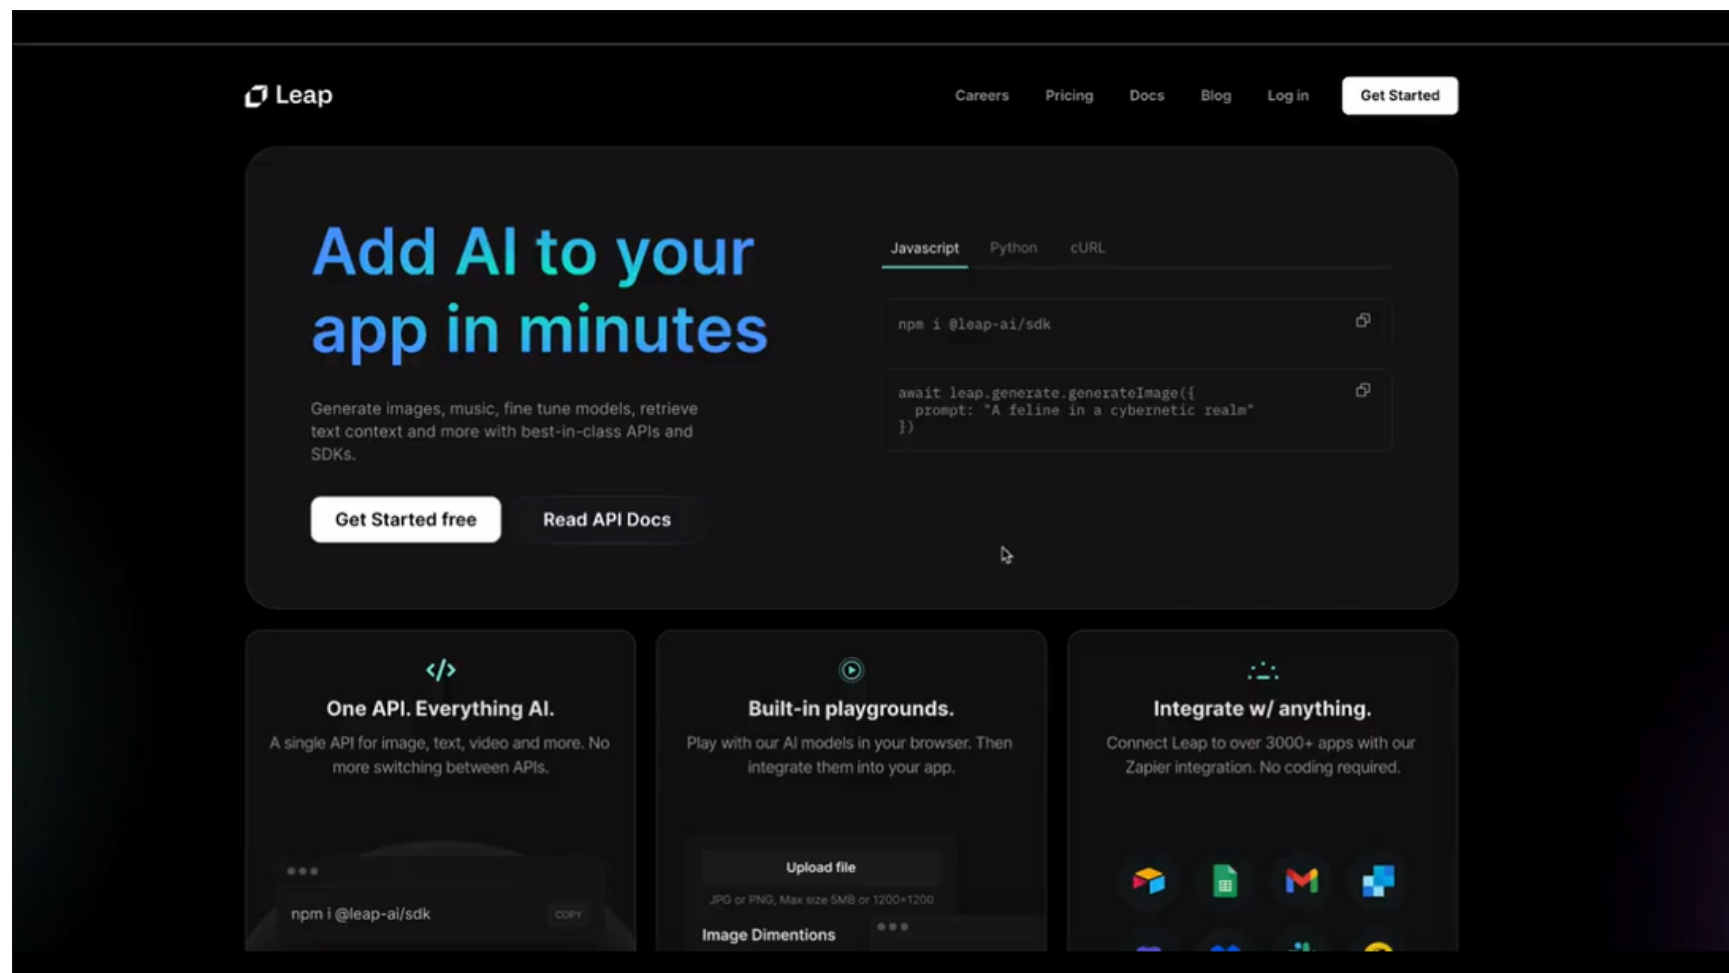 Leap
Careers Pricing Docs Blog Log in Get Started
Add AI to your
app in minutes
Generate images, music, fine tune models, retrieve
text context and more with best-in-class APIs and
SDKs.
Get Started free Read API Docs
Javascript Python cURL
npm i @leap-ai/sdk
await leap.generate.generateImage({
prompt: "A feline in a cybernetic realm"
})
One API. Everything AI.
A single API for image, text, video and more. No
more switching between APIs.
npm i @leap-ai/sdk COPY
Built-in playgrounds.
Play with our AI models in your browser. Then
integrate them into your app.
Upload file
JPG or PNG, Max size 5MB or 1200×1200
Image Dimentions
Integrate w/ anything.
Connect Leap to over 3000+ apps with our
Zapier integration. No coding required.